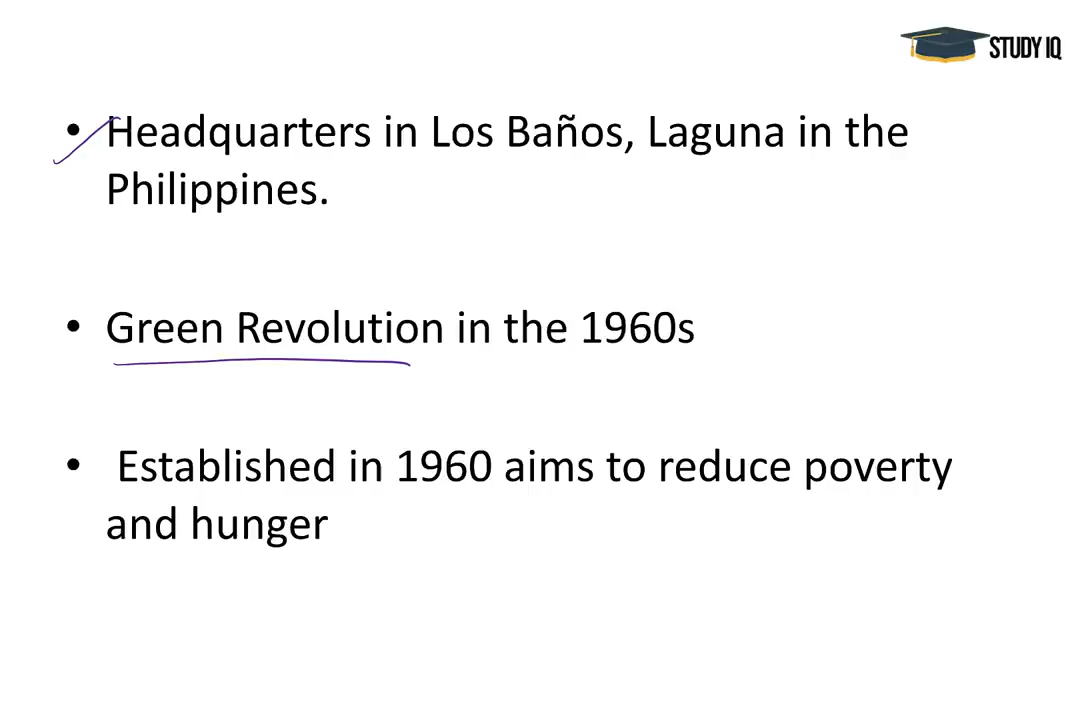 STUDY IQ
• Headquarters in Los Baños, Laguna in the
Philippines.
• Green Revolution in the 1960s
• Established in 1960 aims to reduce poverty
and hunger